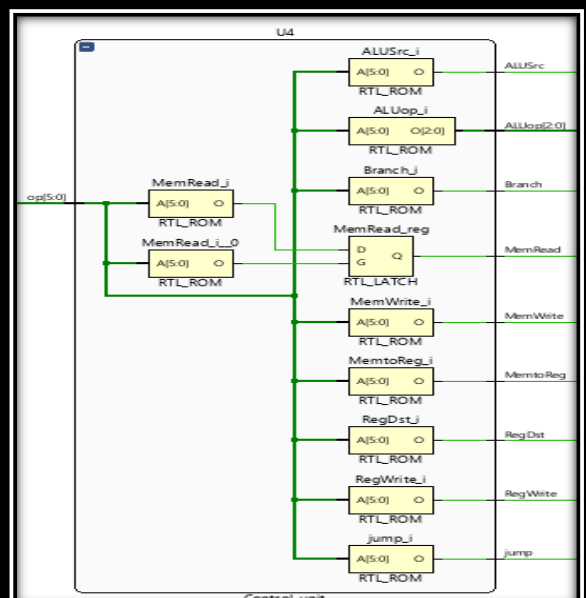 U4
ALUSrc_i
A[5:0] O
RTL_ROM
ALUSrc
ALUop_i
A[5:0] O[2:0]
RTL_ROM
ALUop[2:0]
Branch_i
A[5:0] O
RTL_ROM
Branch
op[5:0]
MemRead_i
A[5:0] O
RTL_ROM
MemRead_i__0
A[5:0] O
RTL_ROM
MemRead_reg
D
G
Q
RTL_LATCH
MemRead
MemWrite_i
A[5:0] O
RTL_ROM
MemWrite
MemtoReg_i
A[5:0] O
RTL_ROM
MemtoReg
RegDst_i
A[5:0] O
RTL_ROM
RegDst
RegWrite_i
A[5:0] O
RTL_ROM
RegWrite
jump_i
A[5:0] O
RTL_ROM
jump
Control_unit